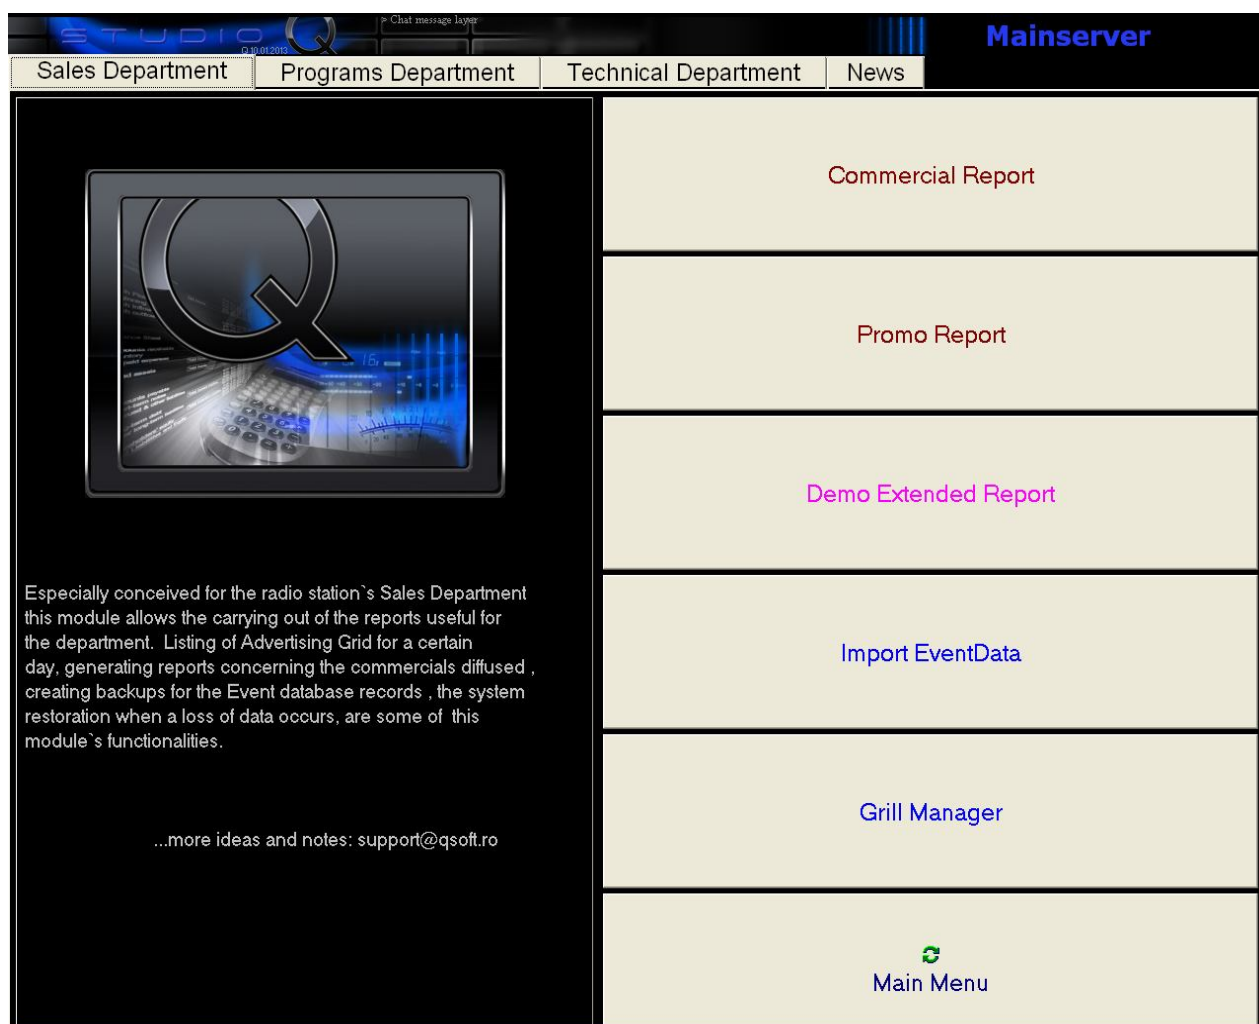 STUDIO Q
Q 10.01.2013
> Chat message layer
Mainserver
Sales Department
Programs Department
Technical Department
News
Commercial Report
Promo Report
Demo Extended Report
Import EventData
Grill Manager
Main Menu
Especially conceived for the radio station`s Sales Department
this module allows the carrying out of the reports useful for
the department.  Listing of Advertising Grid for a certain
day, generating reports concerning the commercials diffused ,
creating backups for the Event database records , the system
restoration when a loss of data occurs, are some of  this
module`s functionalities.
...more ideas and notes: support@qsoft.ro